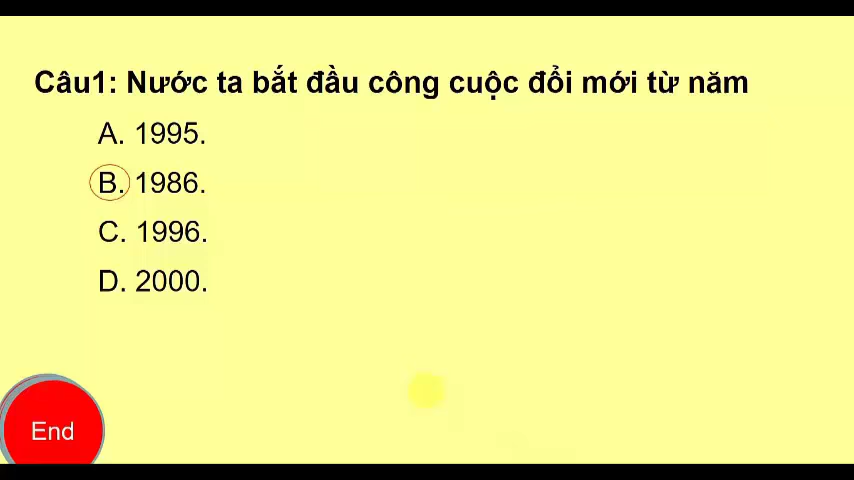 Câu1: Nước ta bắt đầu công cuộc đổi mới từ năm
A. 1995.
B. 1986.
C. 1996.
D. 2000.
End